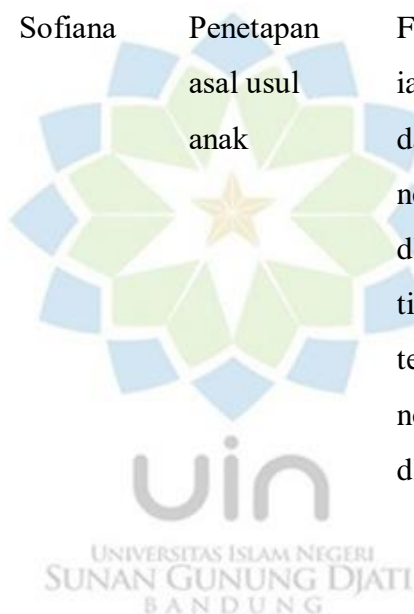 Sofiana Penetapan
asal usul
anak
uin
UNIVERSITAS ISLAM NEGERI
SUNAN GUNUNG DJATI
BANDUNG